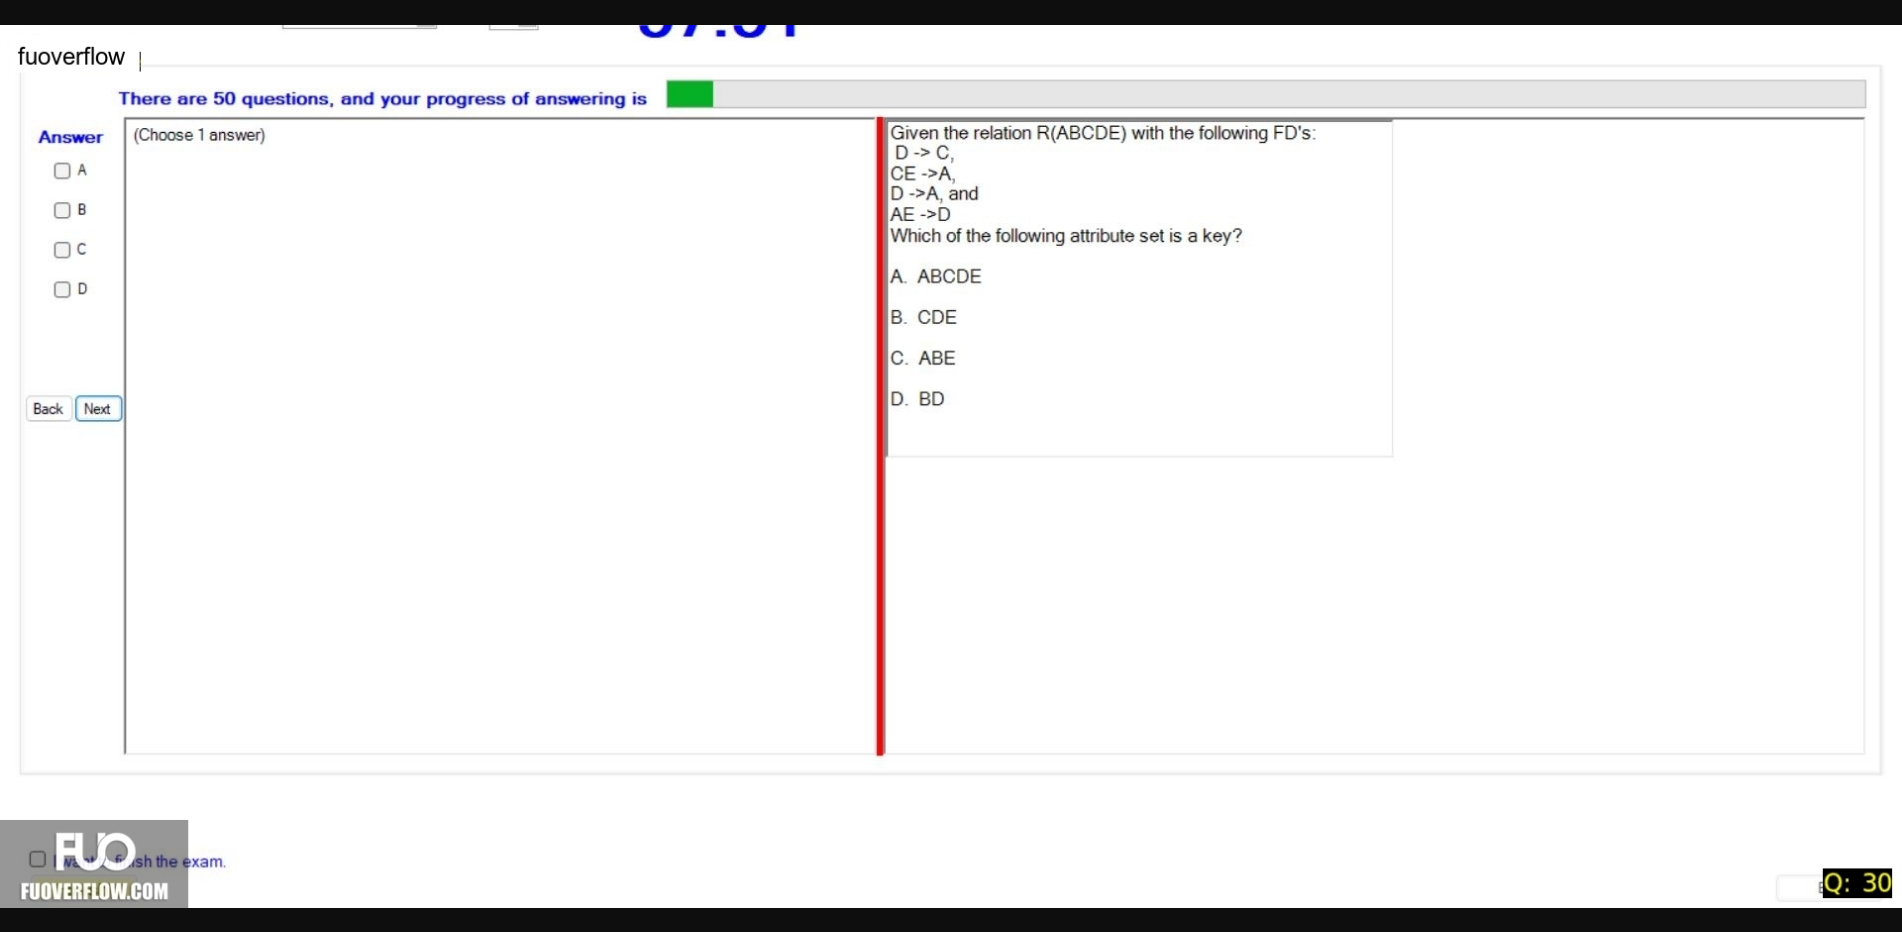 fuoverflow
There are 50 questions, and your progress of answering is
Answer
(Choose 1 answer)
A
B
C
D
Back
Next
Given the relation R(ABCDE) with the following FD's:
D -> C,
CE ->A,
D ->A, and
AE ->D
Which of the following attribute set is a key?
A. ABCDE
B. CDE
C. ABE
D. BD
FUO
the exam.
FUOVERFLOW.COM
Q: 30